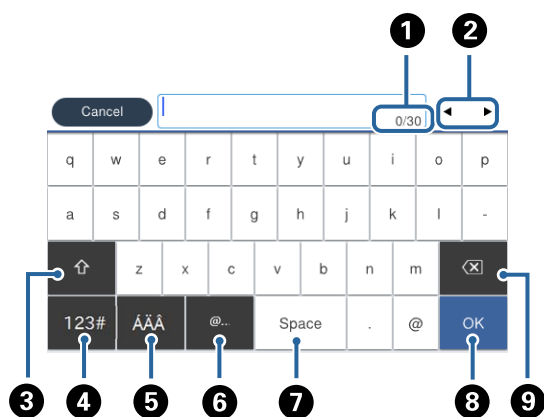 1 2
Cancel
0/30
q w e r t y u i o p
a s d f g h j k l -
z x c v b n m
123# ÁÄÂ @... Space . @ OK
3 4 5 6 7 8 9